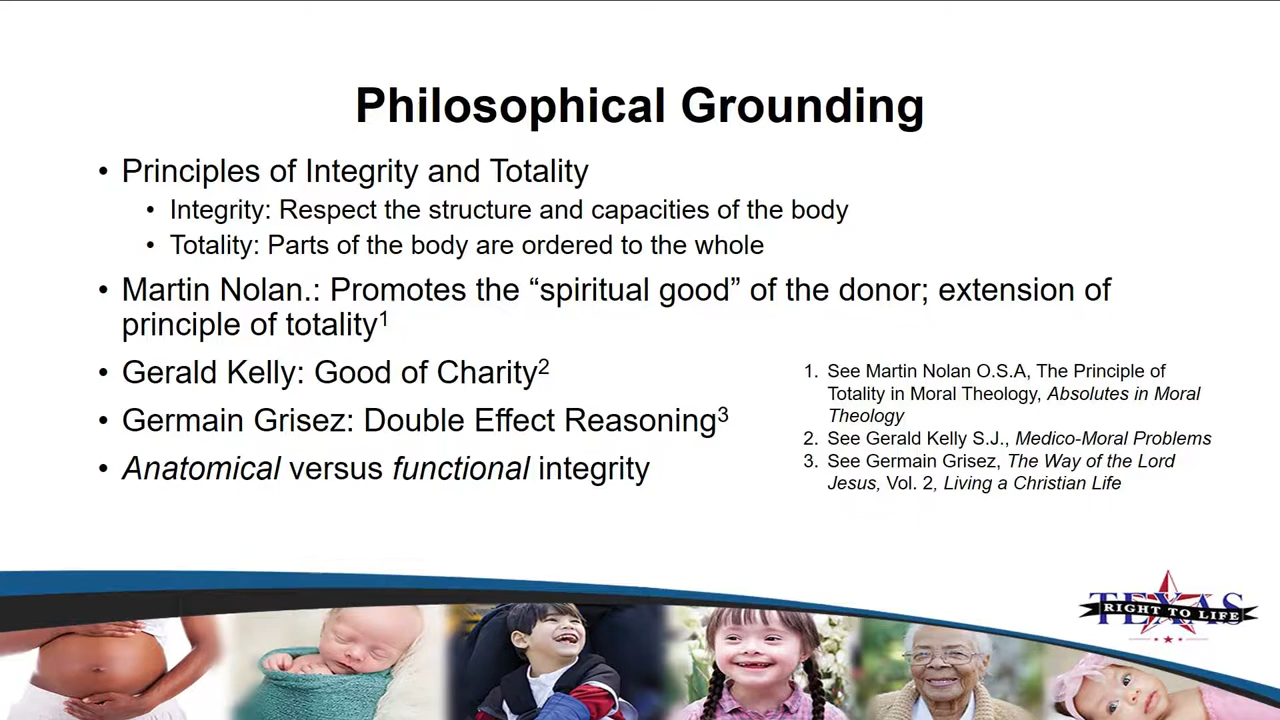 Philosophical Grounding
• Principles of Integrity and Totality
• Integrity: Respect the structure and capacities of the body
• Totality: Parts of the body are ordered to the whole
• Martin Nolan.: Promotes the “spiritual good” of the donor; extension of
principle of totality1
• Gerald Kelly: Good of Charity2
• Germain Grisez: Double Effect Reasoning3
• Anatomical versus functional integrity
1. See Martin Nolan O.S.A, The Principle of
Totality in Moral Theology, Absolutes in Moral
Theology
2. See Gerald Kelly S.J., Medico-Moral Problems
3. See Germain Grisez, The Way of the Lord
Jesus, Vol. 2, Living a Christian Life
TEXAS
RIGHT TO LIFE